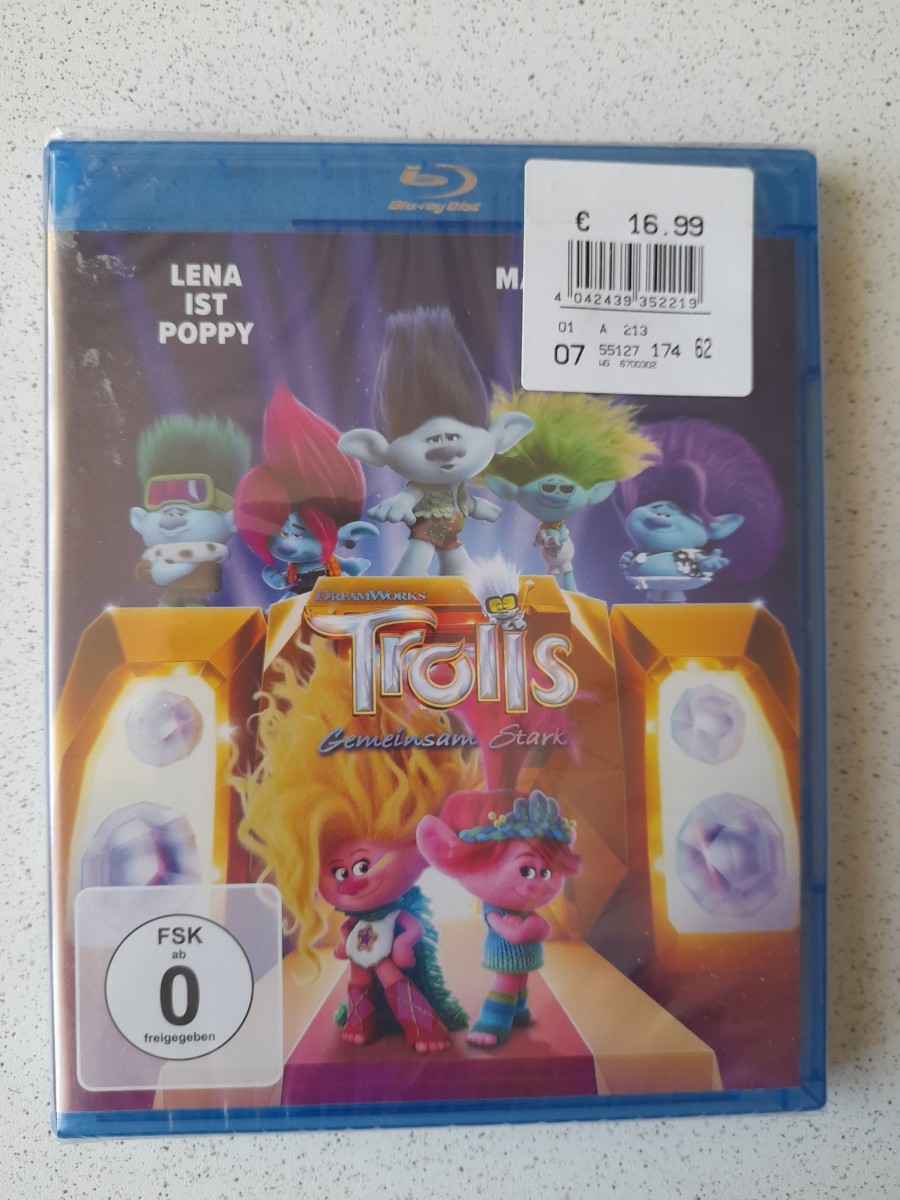 Blu-ray Disc
€ 16.99
4 042439 352219
01 A 213
07 55127 174 62
WG 6700302
LENA
IST
POPPY
MA
DREAMWORKS
Trolls
Gemeinsam Stark
FSK
ab
0
freigegeben